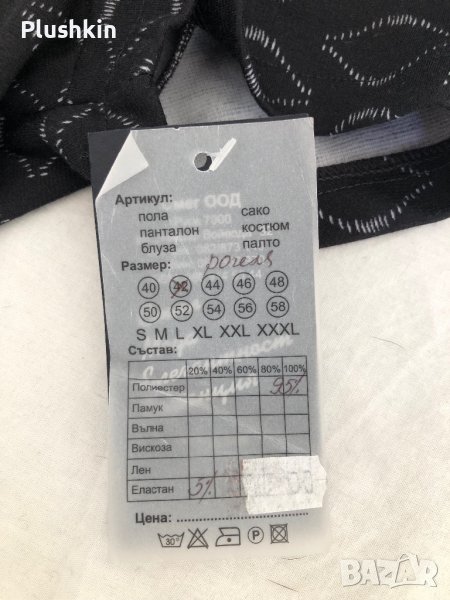 Plushkin
Артикул:
ООД
пола сако
панталон костюм
блуза палто
Размер: рокля
40 42 44 46 48
50 52 54 56 58
S M L XL XXL XXXL
Състав:
20% 40% 60% 80% 100%
Полиестер 95%
Памук
Вълна
Вискоза
Лен
Еластан 5%
Цена:
30° P
BAZAR